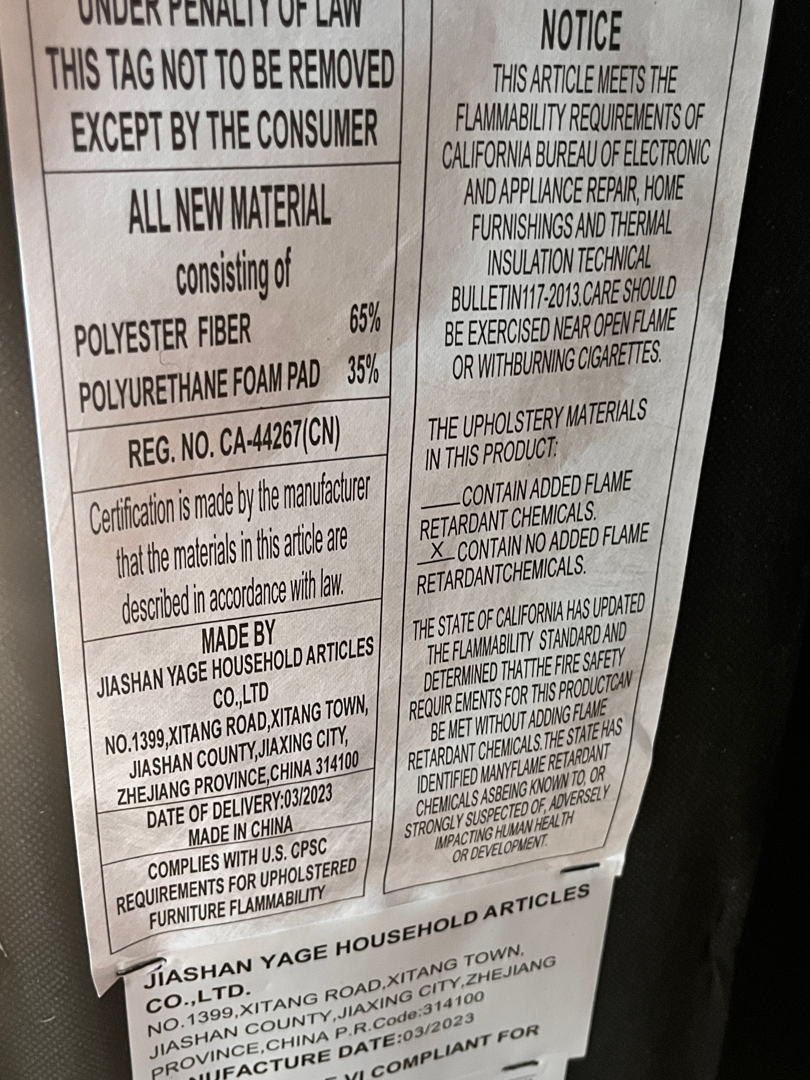 UNDER PENALTY OF LAW
THIS TAG NOT TO BE REMOVED
EXCEPT BY THE CONSUMER
ALL NEW MATERIAL
consisting of
POLYESTER FIBER 65%
POLYURETHANE FOAM PAD 35%
REG. NO. CA-44267(CN)
Certification is made by the manufacturer
that the materials in this article are
described in accordance with law.
MADE BY
JIASHAN YAGE HOUSEHOLD ARTICLES
CO.,LTD
NO.1399,XITANG ROAD,XITANG TOWN,
JIASHAN COUNTY,JIAXING CITY,
ZHEJIANG PROVINCE,CHINA 314100
DATE OF DELIVERY:03/2023
MADE IN CHINA
COMPLIES WITH U.S. CPSC
REQUIREMENTS FOR UPHOLSTERED
FURNITURE FLAMMABILITY
NOTICE
THIS ARTICLE MEETS THE
FLAMMABILITY REQUIREMENTS OF
CALIFORNIA BUREAU OF ELECTRONIC
AND APPLIANCE REPAIR, HOME
FURNISHINGS AND THERMAL
INSULATION TECHNICAL
BULLETIN117-2013.CARE SHOULD
BE EXERCISED NEAR OPEN FLAME
OR WITHBURNING CIGARETTES.
THE UPHOLSTERY MATERIALS
IN THIS PRODUCT:
___CONTAIN ADDED FLAME
RETARDANT CHEMICALS.
_X_CONTAIN NO ADDED FLAME
RETARDANTCHEMICALS.
THE STATE OF CALIFORNIA HAS UPDATED
THE FLAMMABILITY STANDARD AND
DETERMINED THATTHE FIRE SAFETY
REQUIR EMENTS FOR THIS PRODUCTCAN
BE MET WITHOUT ADDING FLAME
RETARDANT CHEMICALS.THE STATE HAS
IDENTIFIED MANYFLAME RETARDANT
CHEMICALS ASBEING KNOWN TO, OR
STRONGLY SUSPECTED OF, ADVERSELY
IMPACTING HUMAN HEALTH
OR DEVELOPMENT.
JIASHAN YAGE HOUSEHOLD ARTICLES
CO.,LTD.
NO.1399,XITANG ROAD,XITANG TOWN,
JIASHAN COUNTY,JIAXING CITY,ZHEJIANG
PROVINCE,CHINA P.R.Code:314100
NUFACTURE DATE:03/2023
VI COMPLIANT FOR